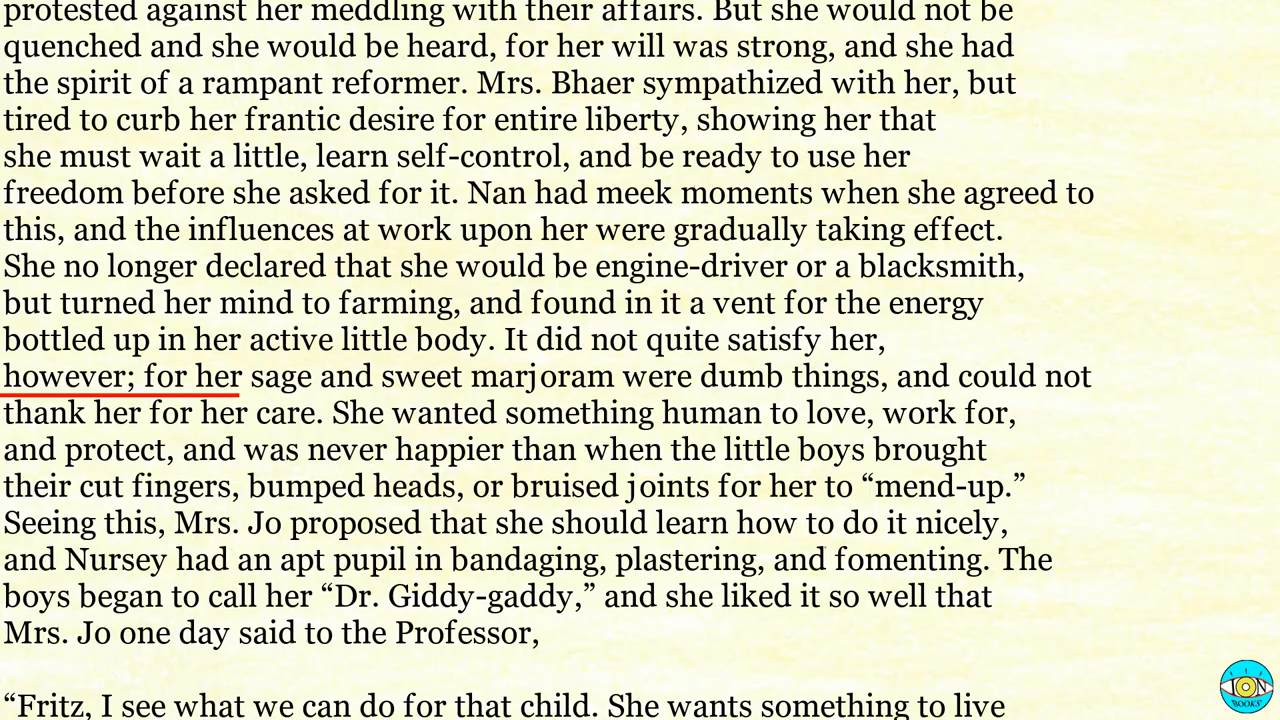 protested against her meddling with their affairs. But she would not be
quenched and she would be heard, for her will was strong, and she had
the spirit of a rampant reformer. Mrs. Bhaer sympathized with her, but
tired to curb her frantic desire for entire liberty, showing her that
she must wait a little, learn self-control, and be ready to use her
freedom before she asked for it. Nan had meek moments when she agreed to
this, and the influences at work upon her were gradually taking effect.
She no longer declared that she would be engine-driver or a blacksmith,
but turned her mind to farming, and found in it a vent for the energy
bottled up in her active little body. It did not quite satisfy her,
however; for her sage and sweet marjoram were dumb things, and could not
thank her for her care. She wanted something human to love, work for,
and protect, and was never happier than when the little boys brought
their cut fingers, bumped heads, or bruised joints for her to “mend-up.”
Seeing this, Mrs. Jo proposed that she should learn how to do it nicely,
and Nursey had an apt pupil in bandaging, plastering, and fomenting. The
boys began to call her “Dr. Giddy-gaddy,” and she liked it so well that
Mrs. Jo one day said to the Professor,
“Fritz, I see what we can do for that child. She wants something to live
ION
BOOKS